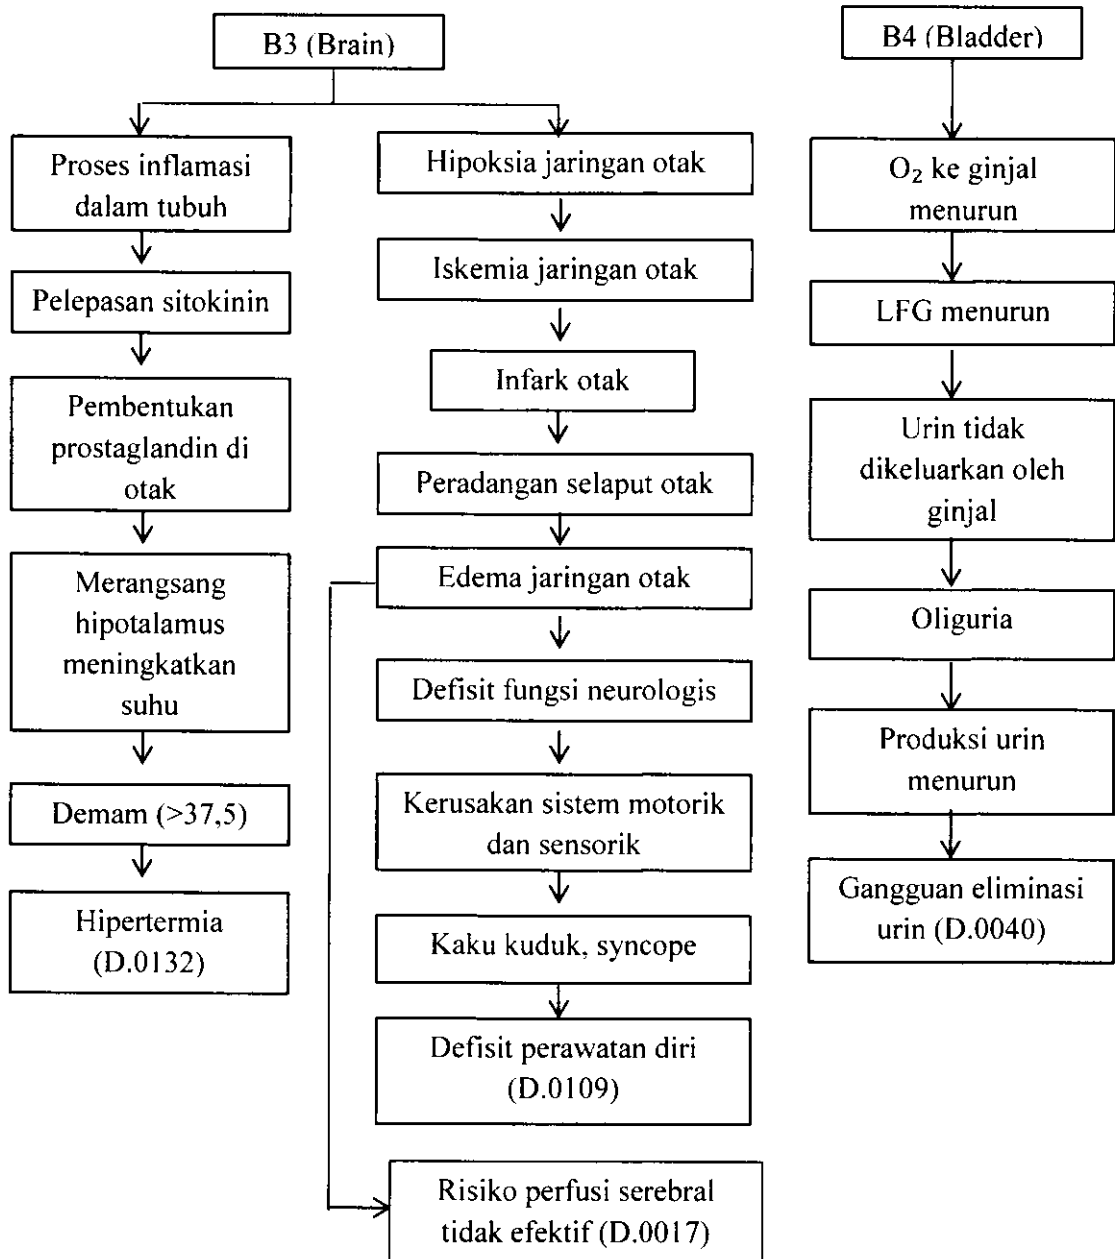 B3 (Brain)
Proses inflamasi
dalam tubuh
Pelepasan sitokinin
Pembentukan
prostaglandin di
otak
Merangsang
hipotalamus
meningkatkan
suhu
Demam (>37,5)
Hipertermia
(D.0132)
Hipoksia jaringan otak
Iskemia jaringan otak
Infark otak
Peradangan selaput otak
Edema jaringan otak
Defisit fungsi neurologis
Kerusakan sistem motorik
dan sensorik
Kaku kuduk, syncope
Defisit perawatan diri
(D.0109)
Risiko perfusi serebral
tidak efektif (D.0017)
B4 (Bladder)
O₂ ke ginjal
menurun
LFG menurun
Urin tidak
dikeluarkan oleh
ginjal
Oliguria
Produksi urin
menurun
Gangguan eliminasi
urin (D.0040)